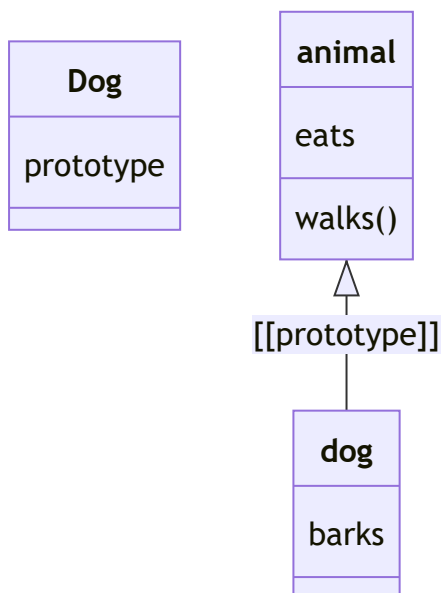 Dog
prototype
animal
eats
walks()
[[prototype]]
dog
barks